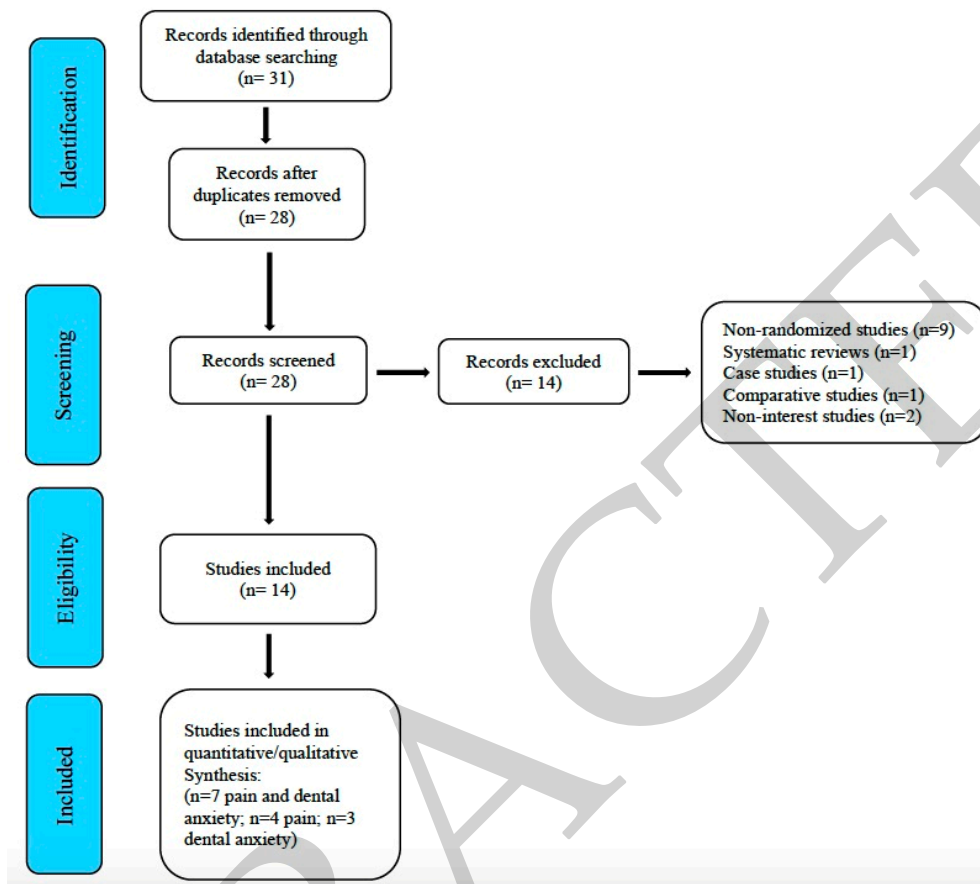 Identification
Records identified through
database searching
(n= 31)
Records after
duplicates removed
(n= 28)
Screening
Records screened
(n= 28)
Records excluded
(n= 14)
Non-randomized studies (n=9)
Systematic reviews (n=1)
Case studies (n=1)
Comparative studies (n=1)
Non-interest studies (n=2)
Eligibility
Studies included
(n= 14)
Included
Studies included in
quantitative/qualitative
Synthesis:
(n=7 pain and dental
anxiety; n=4 pain; n=3
dental anxiety)